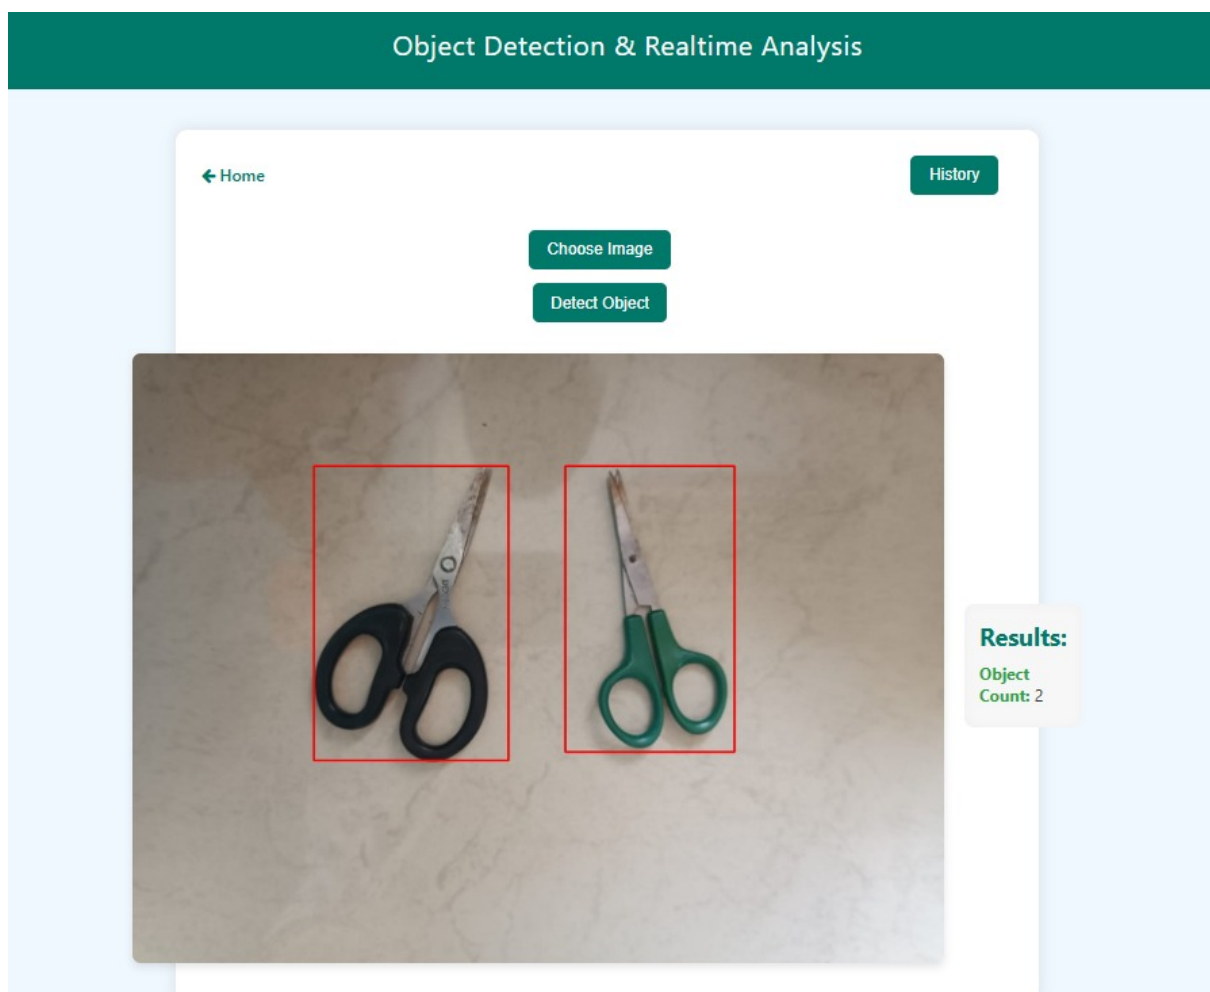 Object Detection & Realtime Analysis
Home
History
Choose Image
Detect Object
Results:
Object
Count: 2